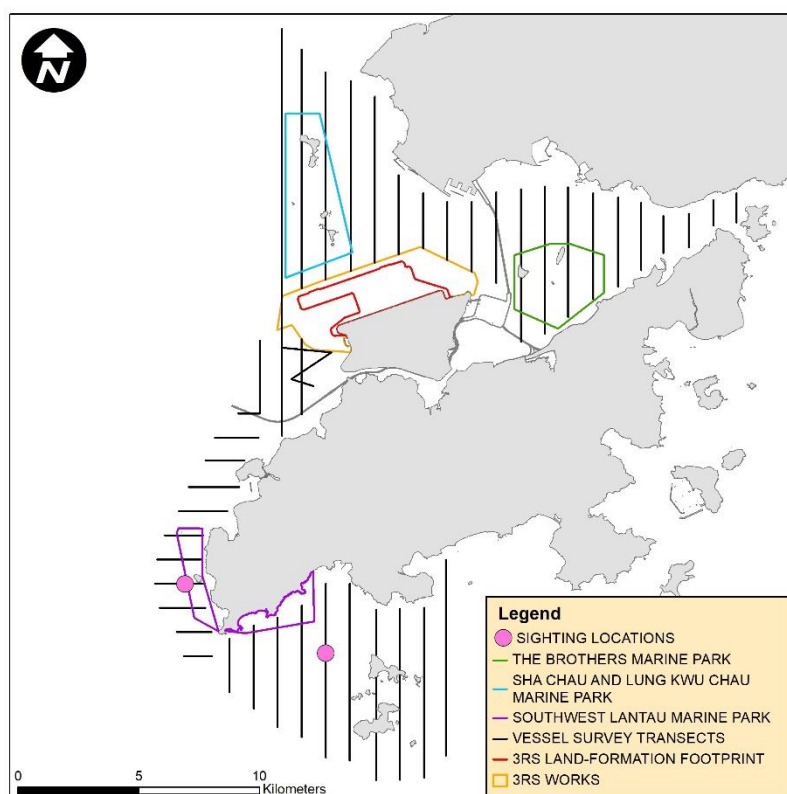 N
Legend
SIGHTING LOCATIONS
THE BROTHERS MARINE PARK
SHA CHAU AND LUNG KWU CHAU
MARINE PARK
SOUTHWEST LANTAU MARINE PARK
VESSEL SURVEY TRANSECTS
3RS LAND-FORMATION FOOTPRINT
3RS WORKS
0 5 10
Kilometers